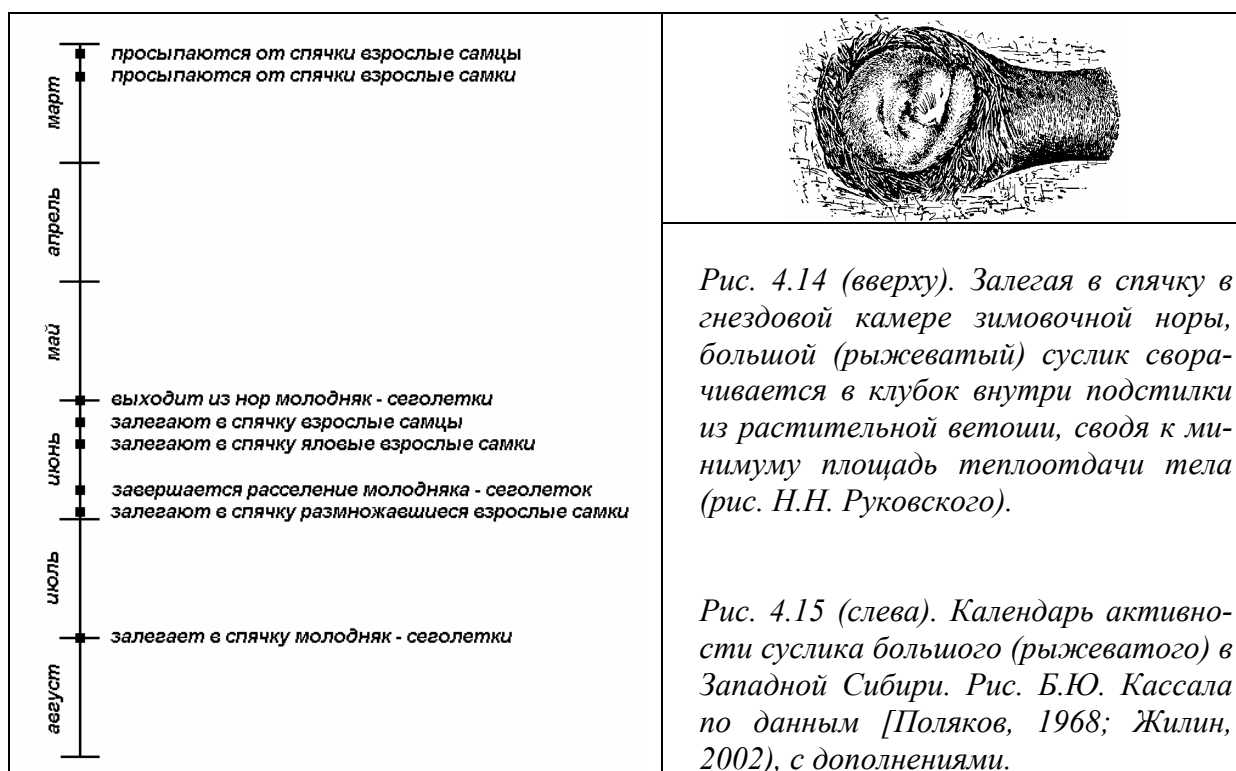 просыпаются от спячки взрослые самцы
просыпаются от спячки взрослые самки
март
апрель
май
выходит из нор молодняк - сеголетки
залегают в спячку взрослые самцы
залегают в спячку яловые взрослые самки
июнь
завершается расселение молодняка - сеголеток
залегают в спячку размножавшиеся взрослые самки
июль
залегает в спячку молодняк - сеголетки
август
Рис. 4.14 (вверху). Залегая в спячку в
гнездовой камере зимовочной норы,
большой (рыжеватый) суслик свора-
чивается в клубок внутри подстилки
из растительной ветоши, сводя к ми-
нимуму площадь теплоотдачи тела
(рис. Н.Н. Руковского).
Рис. 4.15 (слева). Календарь активно-
сти суслика большого (рыжеватого) в
Западной Сибири. Рис. Б.Ю. Кассала
по данным [Поляков, 1968; Жилин,
2002), с дополнениями.